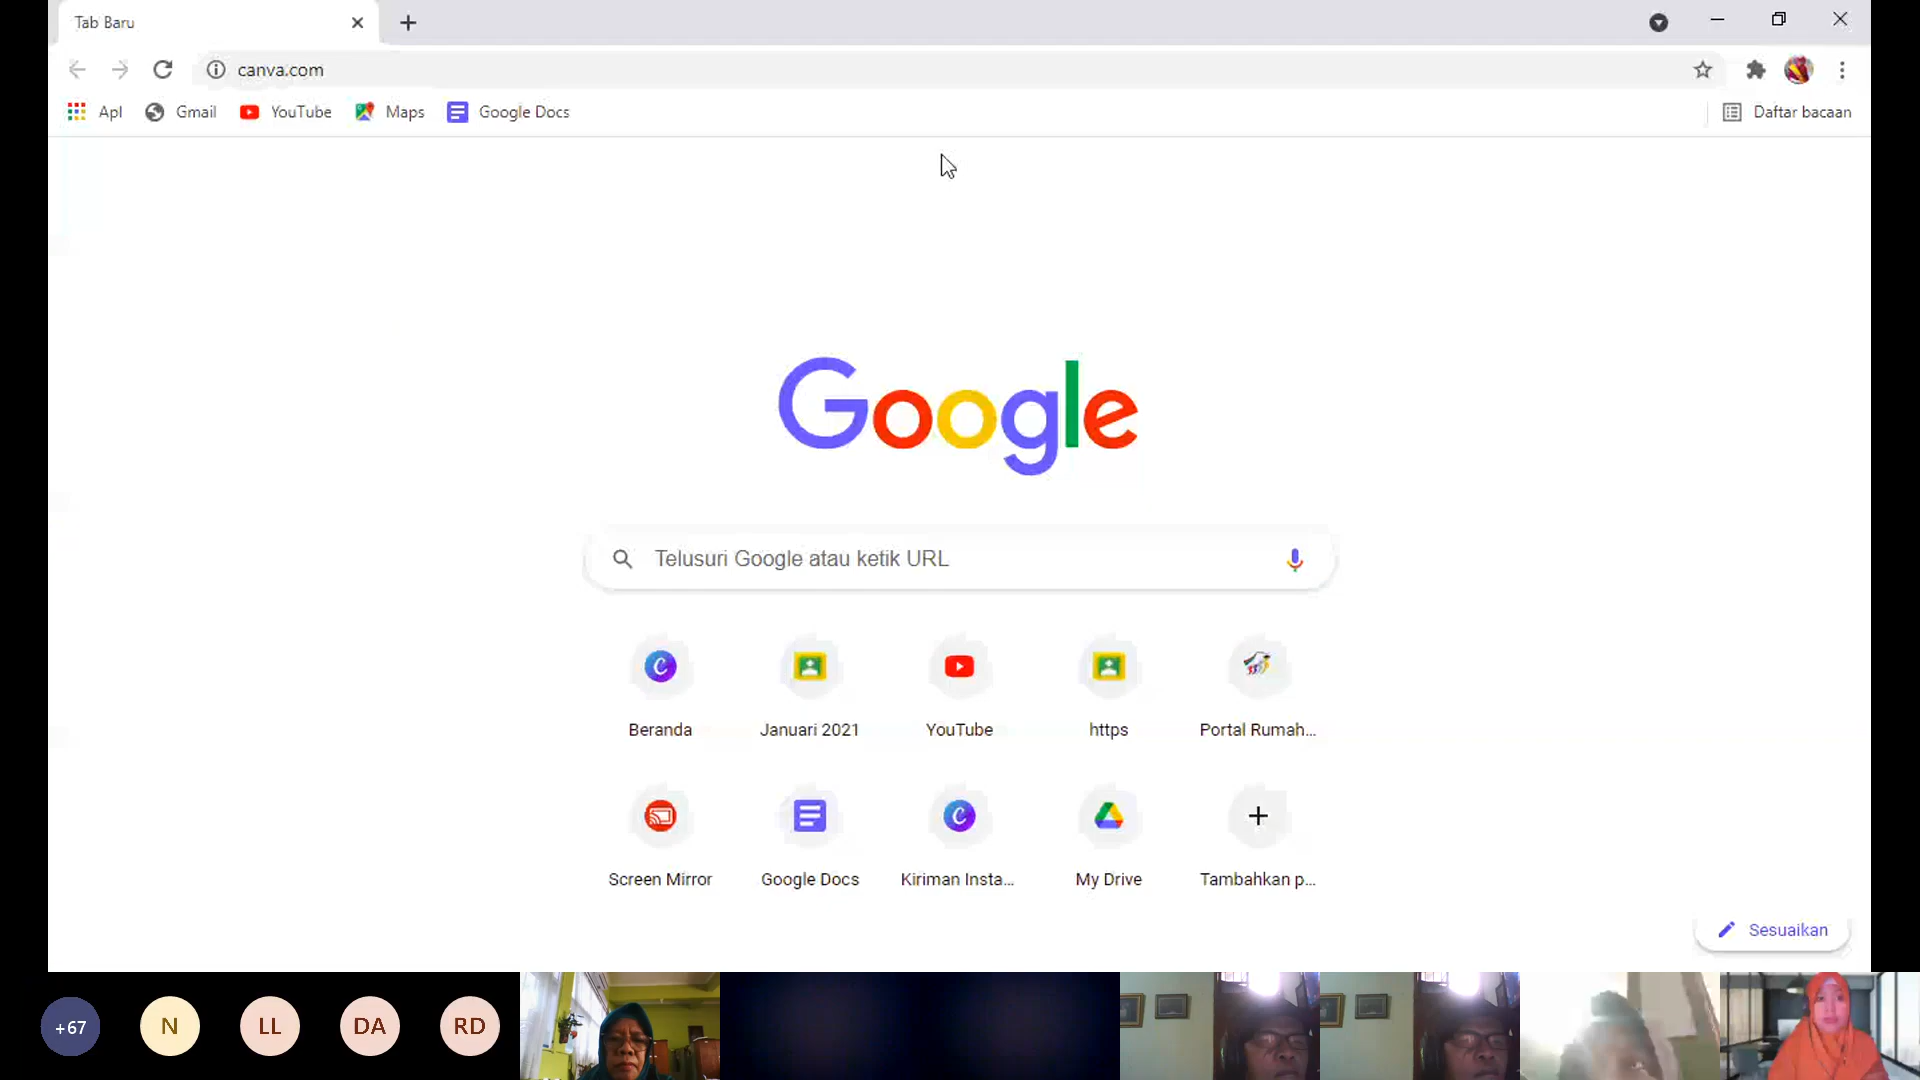 Tab Baru
canva.com
Apl Gmail YouTube Maps Google Docs Daftar bacaan
Google
Telusuri Google atau ketik URL
Beranda Januari 2021 YouTube https Portal Rumah...
Screen Mirror Google Docs Kiriman Insta... My Drive Tambahkan p...
Sesuaikan
+67 N LL DA RD